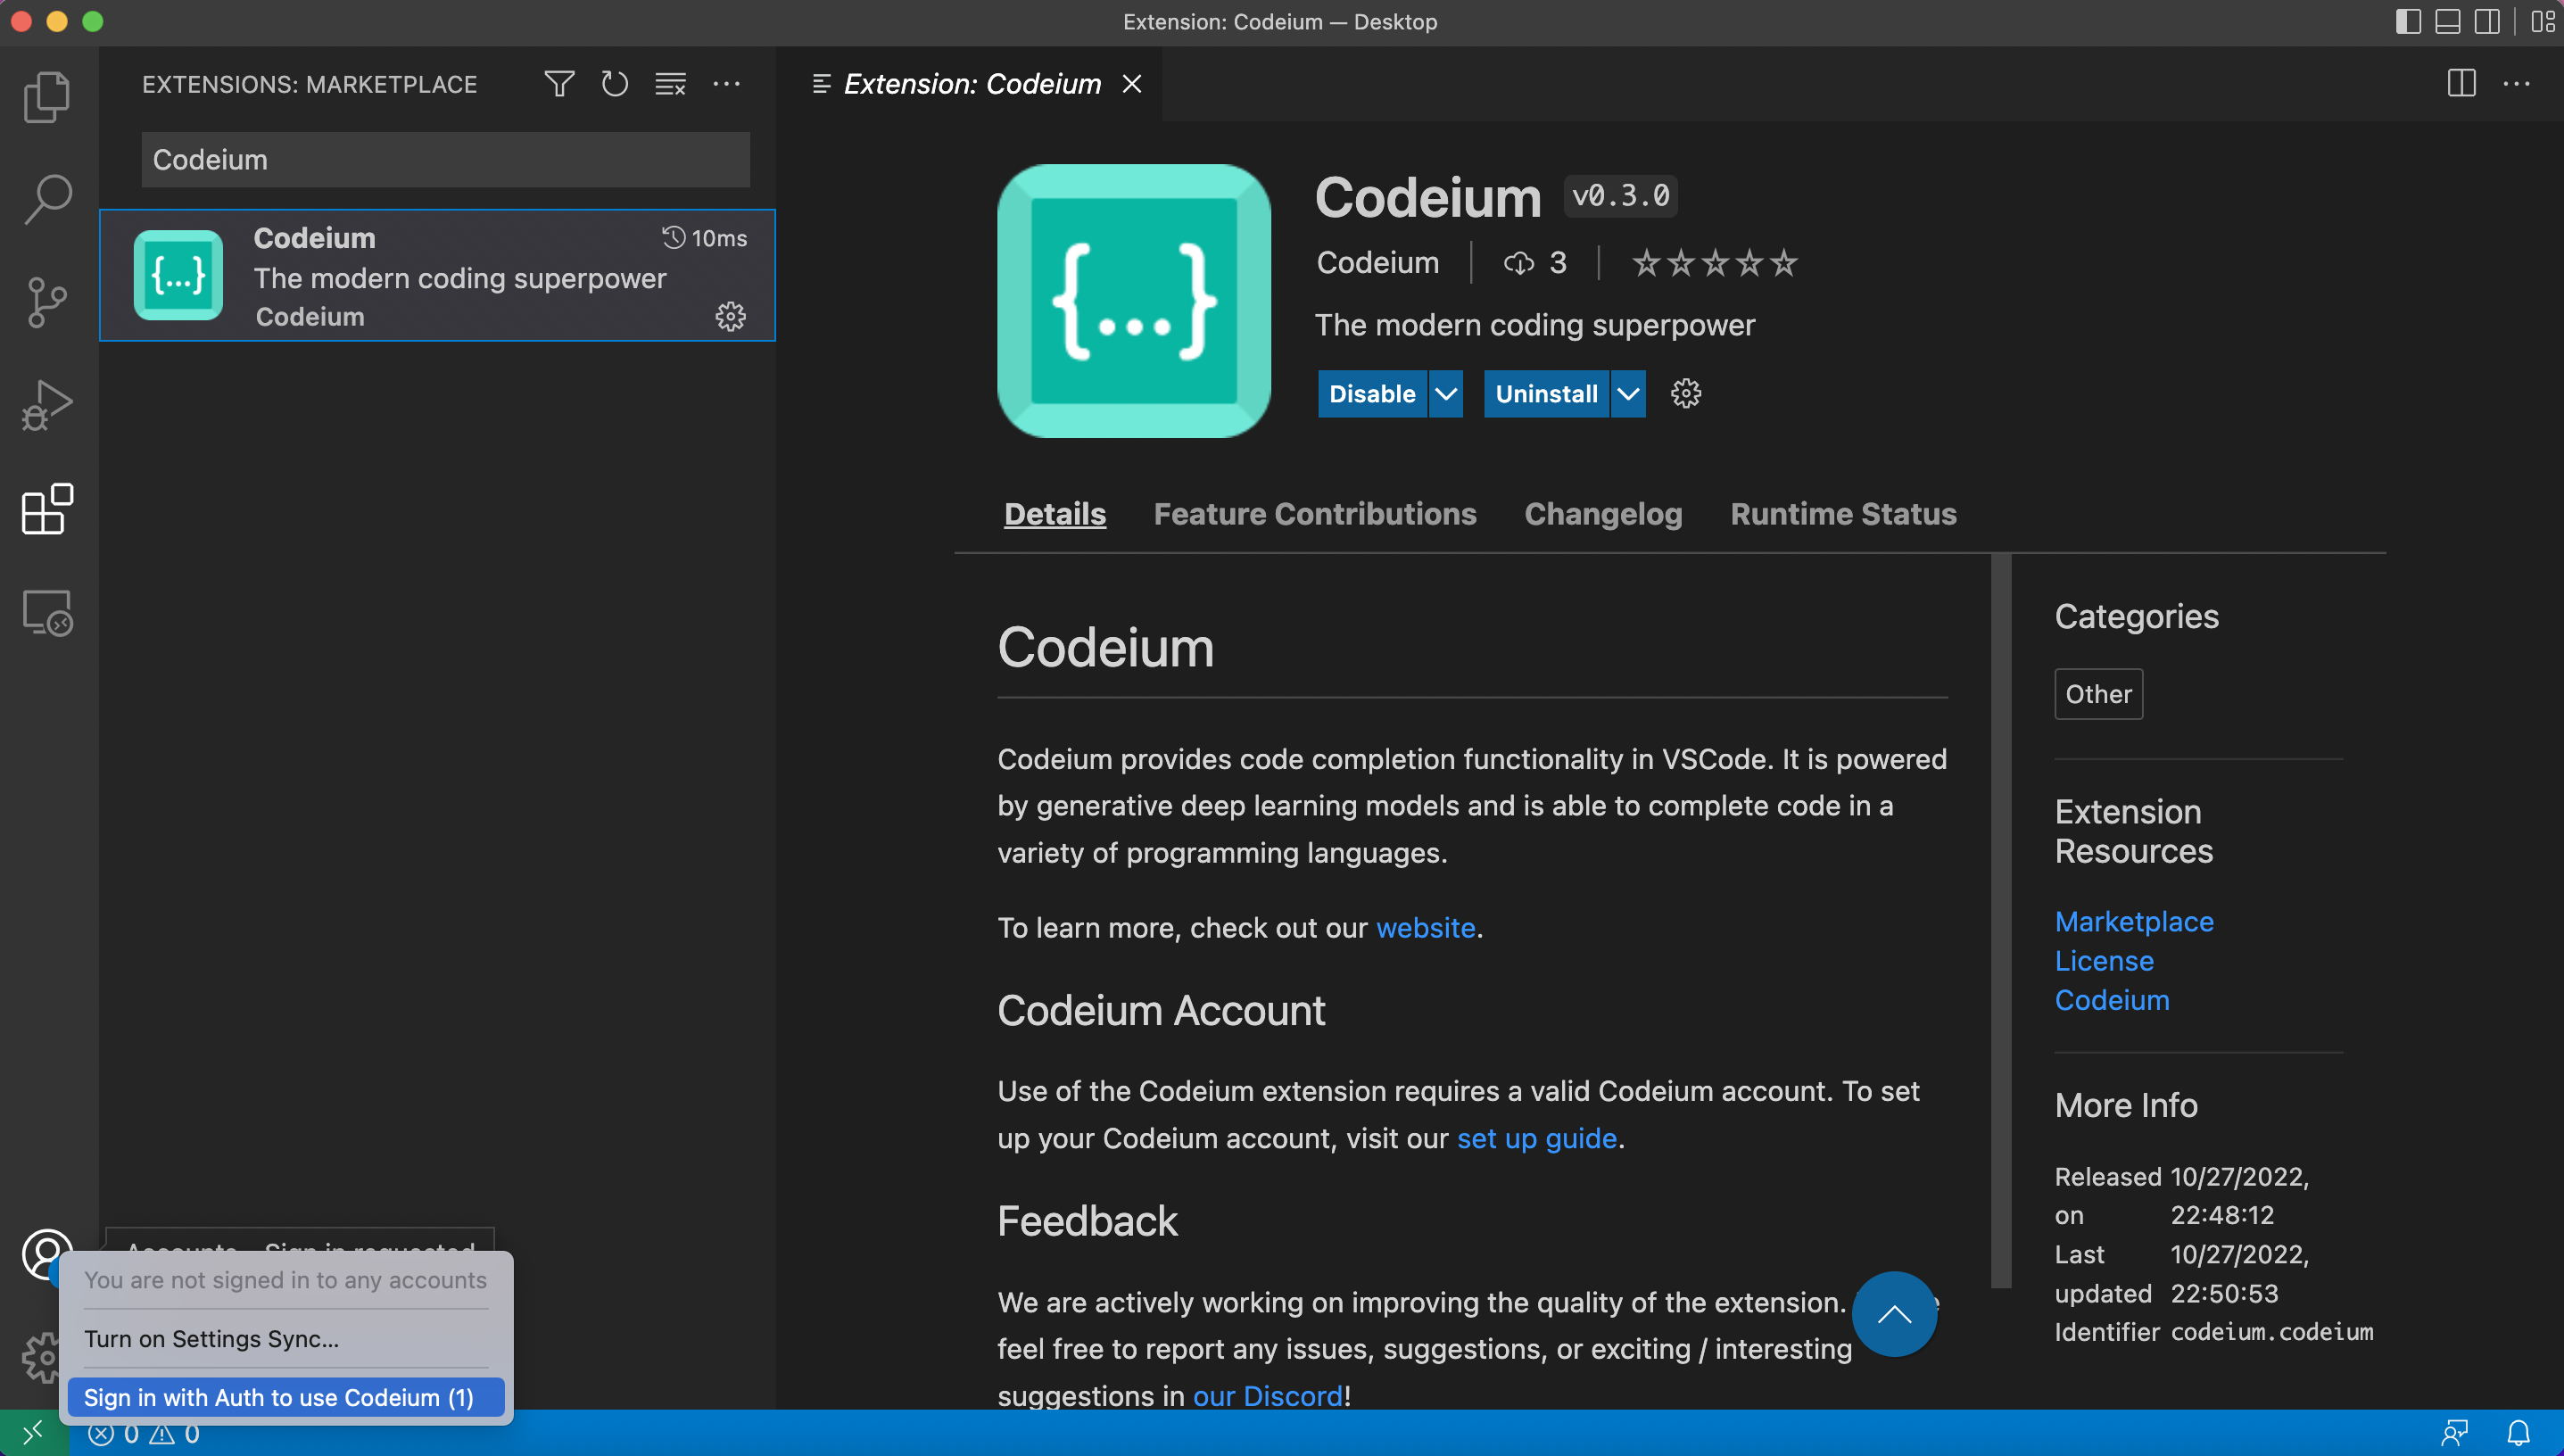 Extension: Codeium — Desktop
EXTENSIONS: MARKETPLACE
Codeium
Codeium
10ms
The modern coding superpower
Codeium
Extension: Codeium
Codeium v0.3.0
Codeium 3
The modern coding superpower
Disable Uninstall
Details Feature Contributions Changelog Runtime Status
Codeium
Codeium provides code completion functionality in VSCode. It is powered
by generative deep learning models and is able to complete code in a
variety of programming languages.
To learn more, check out our website.
Codeium Account
Use of the Codeium extension requires a valid Codeium account. To set
up your Codeium account, visit our set up guide.
Feedback
We are actively working on improving the quality of the extension.
feel free to report any issues, suggestions, or exciting / interesting
suggestions in our Discord!
Categories
Other
Extension
Resources
Marketplace
License
Codeium
More Info
Released 10/27/2022,
on 22:48:12
Last 10/27/2022,
updated 22:50:53
Identifier codeium.codeium
Accounts - Sign in requested
You are not signed in to any accounts
Turn on Settings Sync...
Sign in with Auth to use Codeium (1)
0 0